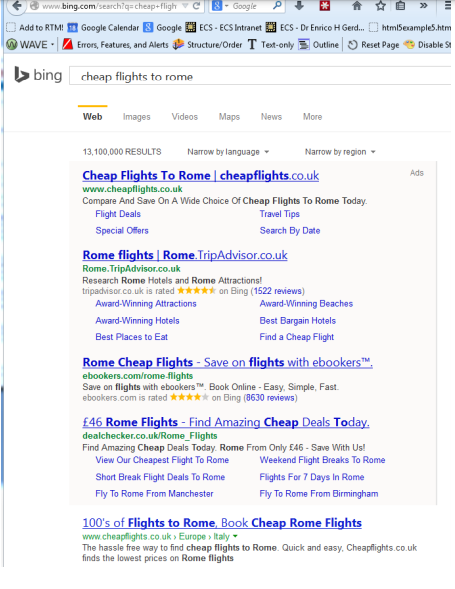 www.bing.com/search?q=cheap+fligh
Google
Add to RTM! Google Calendar Google ECS - ECS Intranet ECS - Dr Enrico H Gerd... html5example5.htm
WAVE Errors, Features, and Alerts Structure/Order Text-only Outline Reset Page Disable St
bing cheap flights to rome
Web Images Videos Maps News More
13,100,000 RESULTS Narrow by language Narrow by region
Cheap Flights To Rome | cheapflights.co.uk Ads
www.cheapflights.co.uk
Compare And Save On A Wide Choice Of Cheap Flights To Rome Today.
Flight Deals Travel Tips
Special Offers Search By Date
Rome flights | Rome.TripAdvisor.co.uk
Rome.TripAdvisor.co.uk
Research Rome Hotels and Rome Attractions!
tripadvisor.co.uk is rated ★★★★★ on Bing (1522 reviews)
Award-Winning Attractions Award-Winning Beaches
Award-Winning Hotels Best Bargain Hotels
Best Places to Eat Find a Cheap Flight
Rome Cheap Flights - Save on flights with ebookers™.
ebookers.com/rome-flights
Save on flights with ebookers™. Book Online - Easy, Simple, Fast.
ebookers.com is rated ★★★★★ on Bing (8630 reviews)
£46 Rome Flights - Find Amazing Cheap Deals Today.
dealchecker.co.uk/Rome_Flights
Find Amazing Cheap Deals Today. Rome From Only £46 - Save With Us!
View Our Cheapest Flight To Rome Weekend Flight Breaks To Rome
Short Break Flight Deals To Rome Flights For 7 Days In Rome
Fly To Rome From Manchester Fly To Rome From Birmingham
100's of Flights to Rome, Book Cheap Rome Flights
www.cheapflights.co.uk › Europe › Italy
The hassle free way to find cheap flights to Rome. Quick and easy, Cheapflights.co.uk
finds the lowest prices on Rome flights